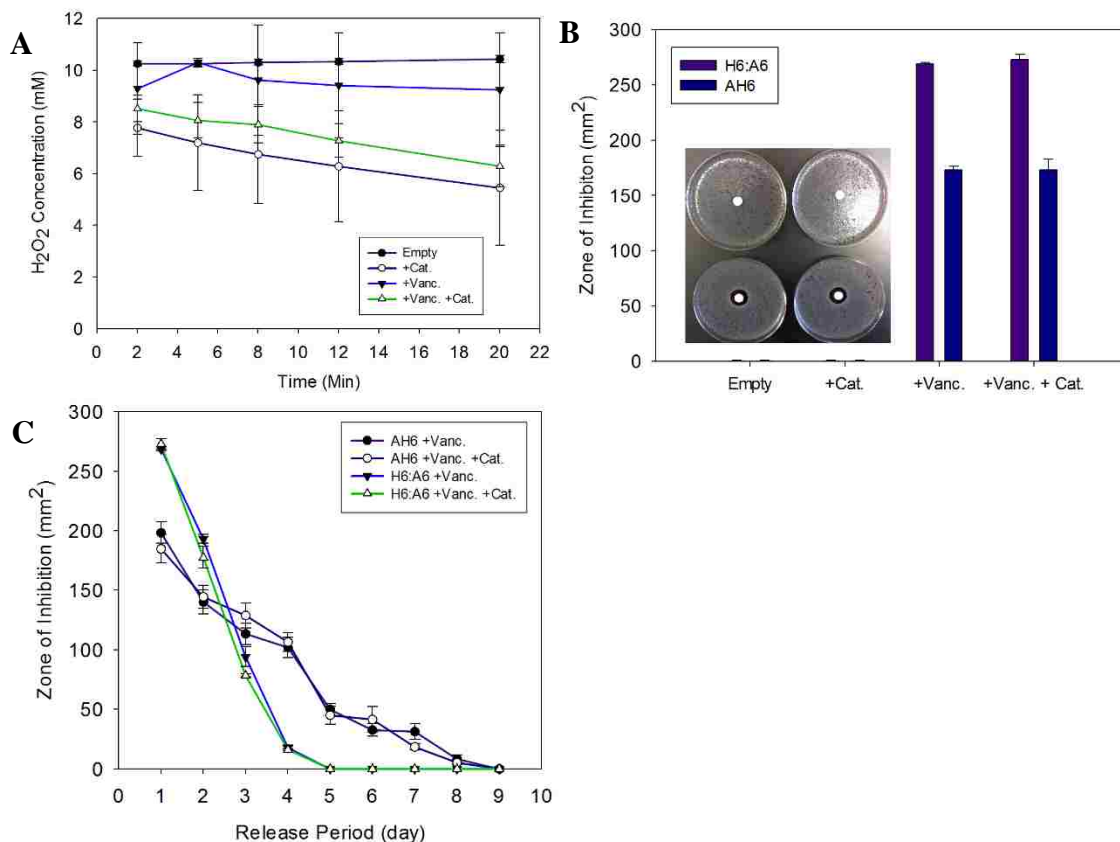 A
H2O2 Concentration (mM)
12
10
8
6
4
2
0
0 2 4 6 8 10 12 14 16 18 20 22
Time (Min)
Empty
+Cat.
+Vanc.
+Vanc. +Cat.
B
Zone of Inhibiton (mm2)
300
250
200
150
100
50
0
H6:A6
AH6
Empty +Cat. +Vanc. +Vanc. + Cat.
C
Zone of Inhibition (mm2)
300
250
200
150
100
50
0
0 1 2 3 4 5 6 7 8 9 10
Release Period (day)
AH6 +Vanc.
AH6 +Vanc. +Cat.
H6:A6 +Vanc.
H6:A6 +Vanc. +Cat.